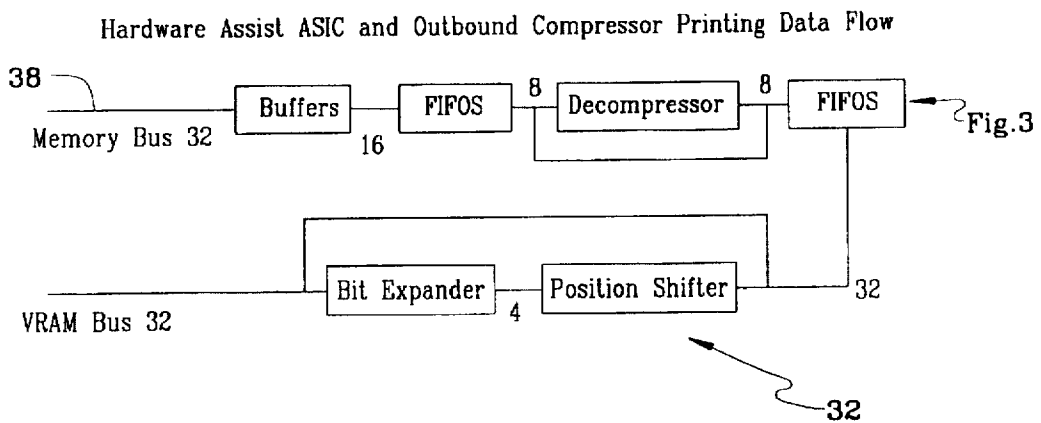 Hardware Assist ASIC and Outbound Compressor Printing Data Flow
38
Memory Bus 32
Buffers
16
FIFOS
8
Decompressor
8
FIFOS
Fig.3
VRAM Bus 32
Bit Expander
4
Position Shifter
32
32